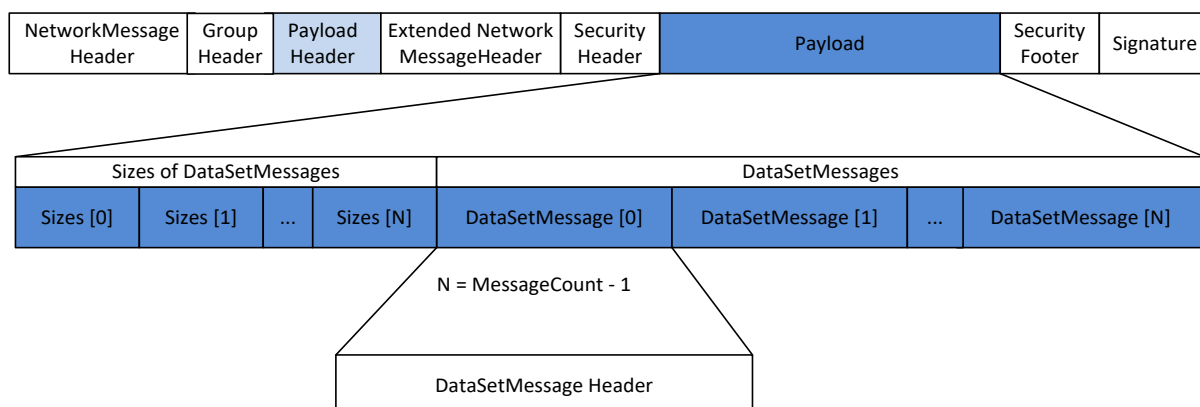 NetworkMessage
Header
Group
Header
Payload
Header
Extended Network
MessageHeader
Security
Header
Payload
Security
Footer
Signature
Sizes of DataSetMessages
DataSetMessages
Sizes [0]
Sizes [1]
...
Sizes [N]
DataSetMessage [0]
DataSetMessage [1]
...
DataSetMessage [N]
N = MessageCount - 1
DataSetMessage Header